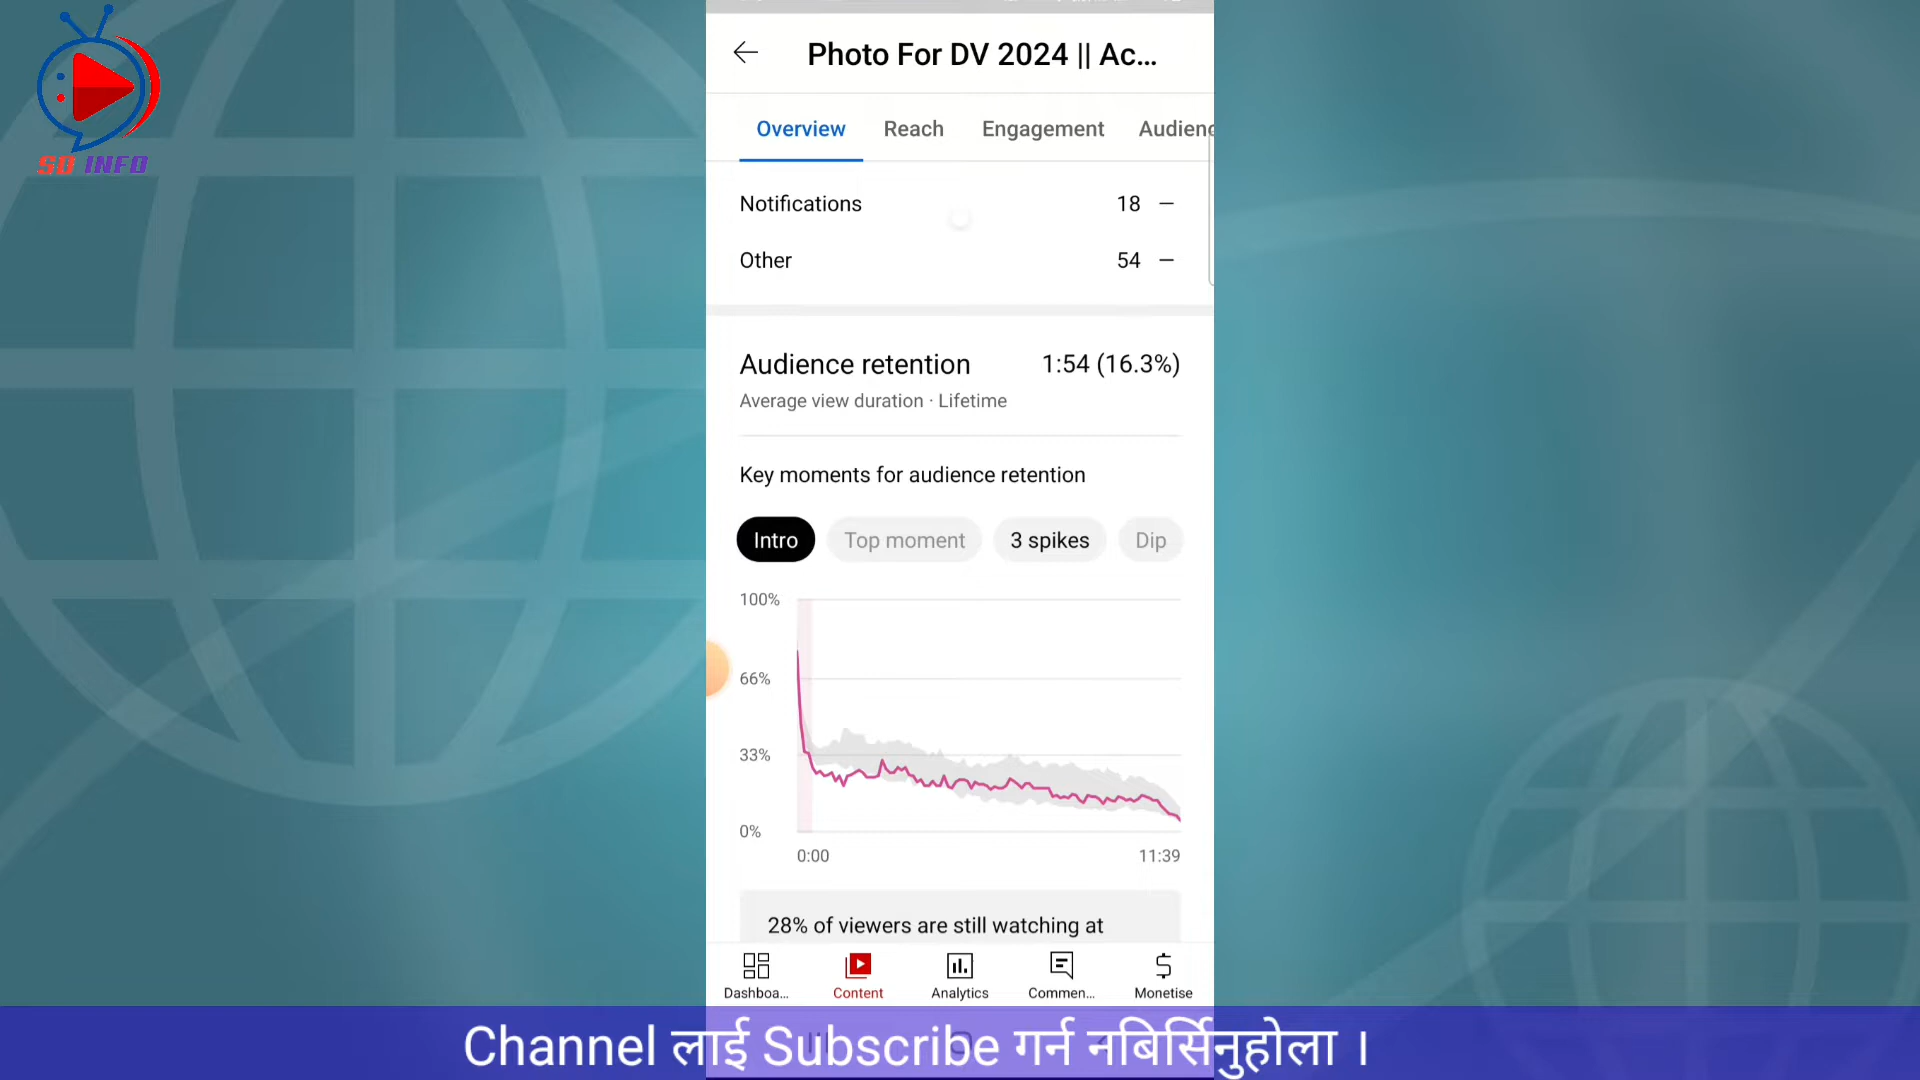 SD INFO
Photo For DV 2024 || Ac...
Overview Reach Engagement Audienc
Notifications 18 —
Other 54 —
Audience retention 1:54 (16.3%)
Average view duration · Lifetime
Key moments for audience retention
Intro Top moment 3 spikes Dip
100%
66%
33%
0%
0:00 11:39
28% of viewers are still watching at
Dashboa... Content Analytics Commen... Monetise
Channel लाई Subscribe गर्न नबिर्सिनुहोला ।